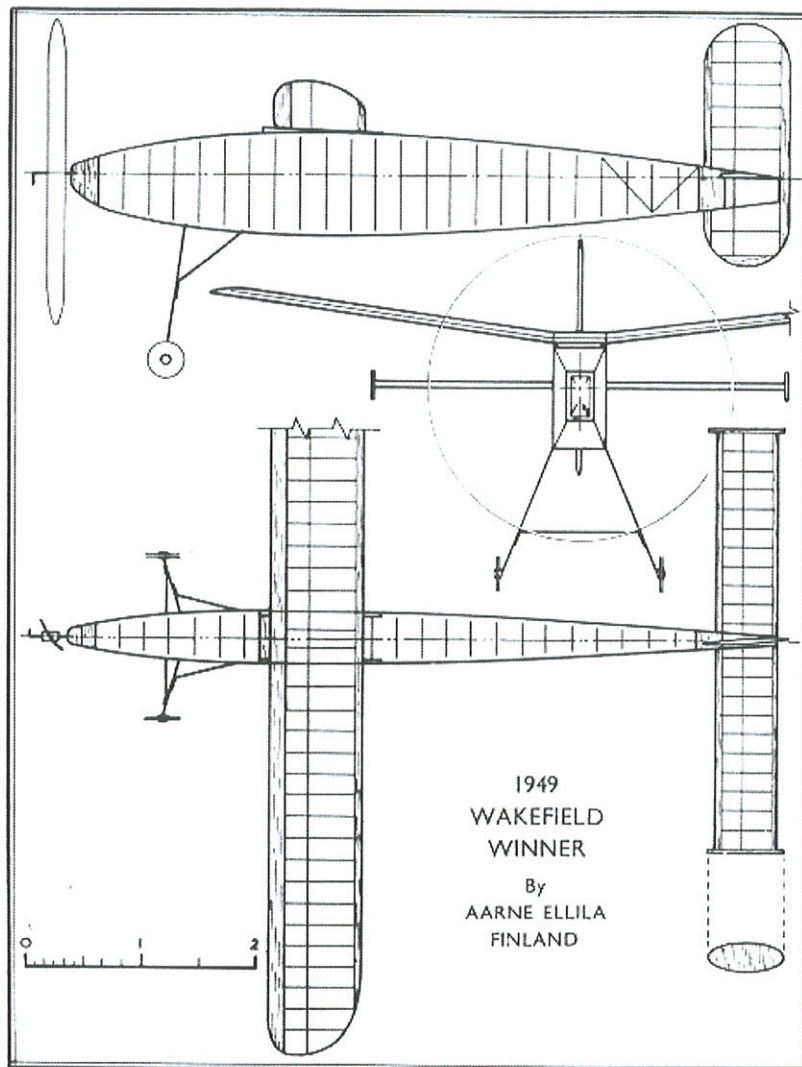 1949
WAKEFIELD
WINNER
By
AARNE ELLILA
FINLAND
0 1 2